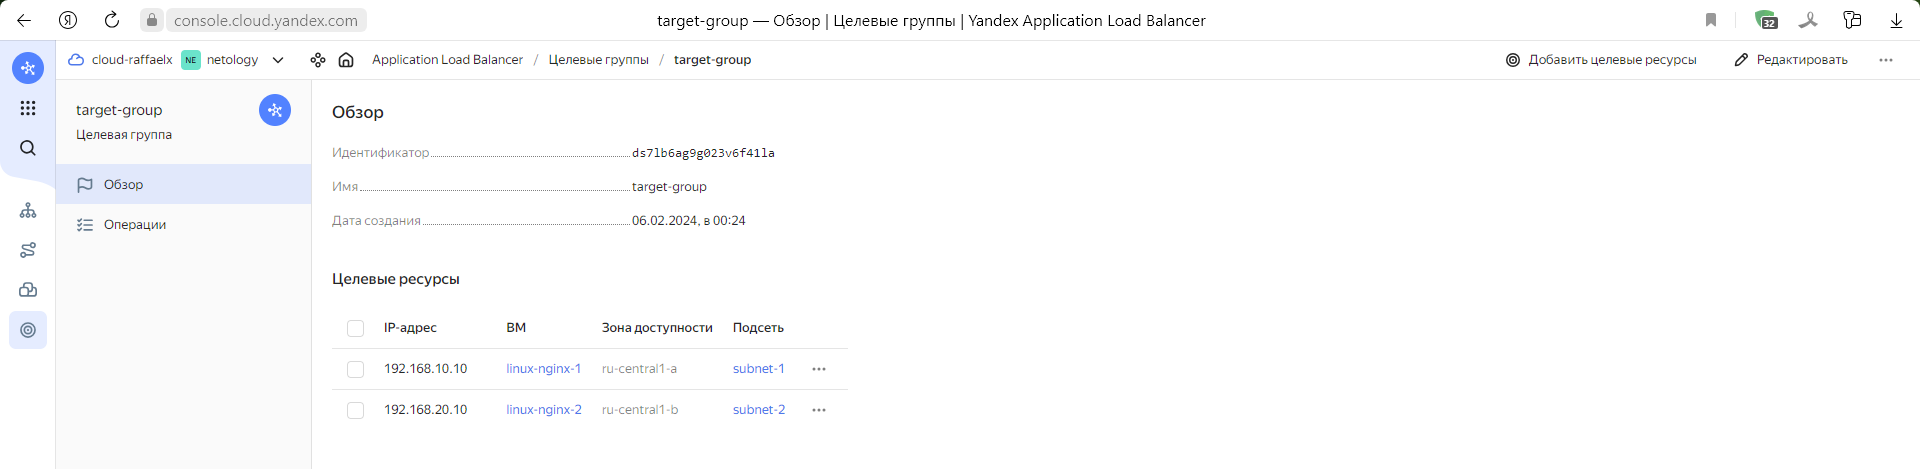 Я console.cloud.yandex.com target-group — Обзор | Целевые группы | Yandex Application Load Balancer 32
cloud-raffaelx NE netology Application Load Balancer / Целевые группы / target-group Добавить целевые ресурсы Редактировать
target-group
Целевая группа
Обзор
Операции
Обзор
Идентификатор ds7lb6ag9g023v6f41la
Имя target-group
Дата создания 06.02.2024, в 00:24
Целевые ресурсы
IP-адрес ВМ Зона доступности Подсеть
192.168.10.10 linux-nginx-1 ru-central1-a subnet-1
192.168.20.10 linux-nginx-2 ru-central1-b subnet-2